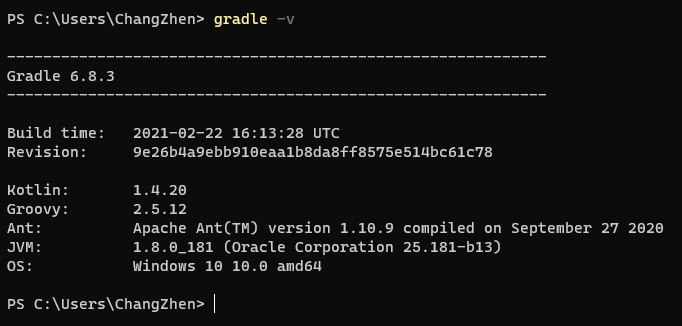 PS C:\Users\ChangZhen> gradle -v
------------------------------------------------------------
Gradle 6.8.3
------------------------------------------------------------
Build time:   2021-02-22 16:13:28 UTC
Revision:     9e26b4a9ebb910eaa1b8da8ff8575e514bc61c78
Kotlin:       1.4.20
Groovy:       2.5.12
Ant:          Apache Ant(TM) version 1.10.9 compiled on September 27 2020
JVM:          1.8.0_181 (Oracle Corporation 25.181-b13)
OS:           Windows 10 10.0 amd64
PS C:\Users\ChangZhen>